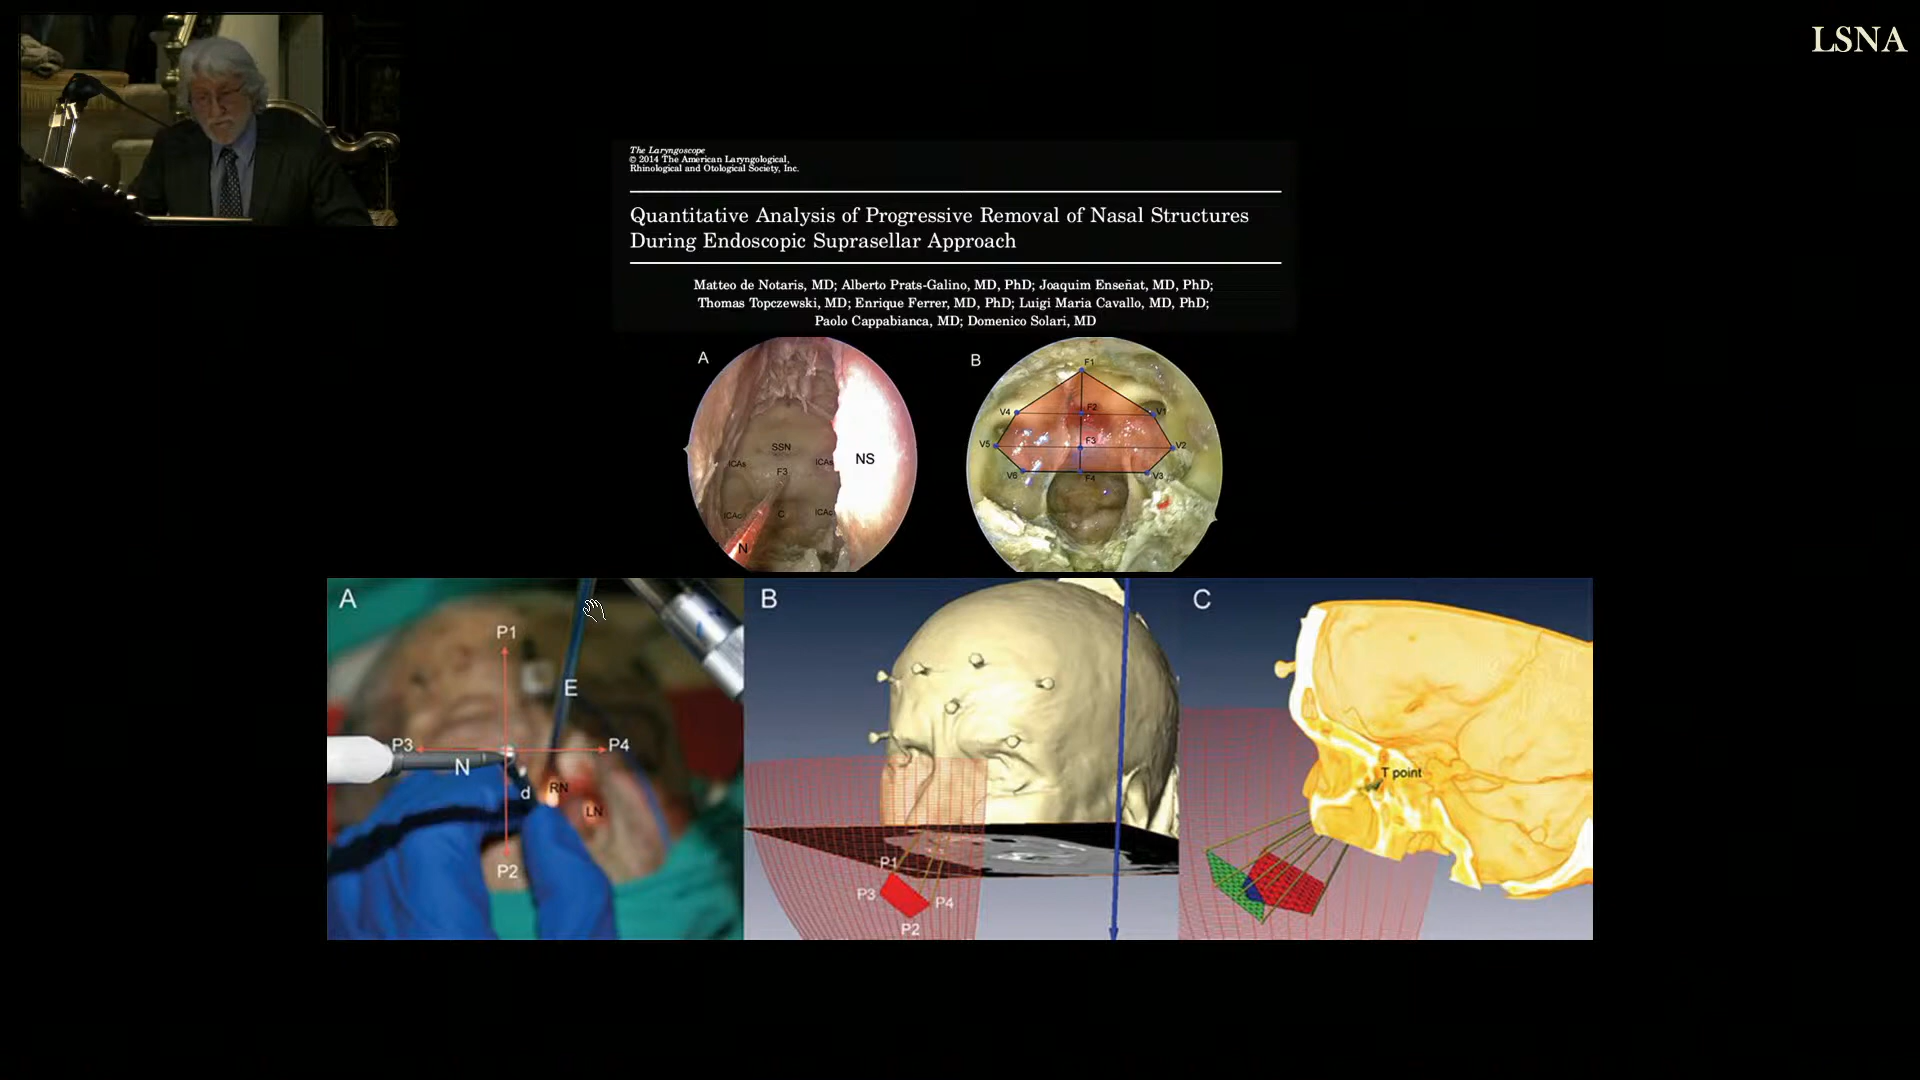 LSNA
The Laryngoscope
© 2014 The American Laryngological,
Rhinological and Otological Society, Inc.
Quantitative Analysis of Progressive Removal of Nasal Structures
During Endoscopic Suprasellar Approach
Matteo de Notaris, MD; Alberto Prats-Galino, MD, PhD; Joaquim Enseñat, MD, PhD;
Thomas Topczewski, MD; Enrique Ferrer, MD, PhD; Luigi Maria Cavallo, MD, PhD;
Paolo Cappabianca, MD; Domenico Solari, MD
A
SSN
ICAs
ICAs
F3
NS
ICAc
C
ICAc
N
B
F1
V4
F2
V1
V5
F3
V2
V6
F4
V3
A
P1
E
P3
P4
N
d
RN
LN
P2
B
P1
P3
P4
P2
C
T point